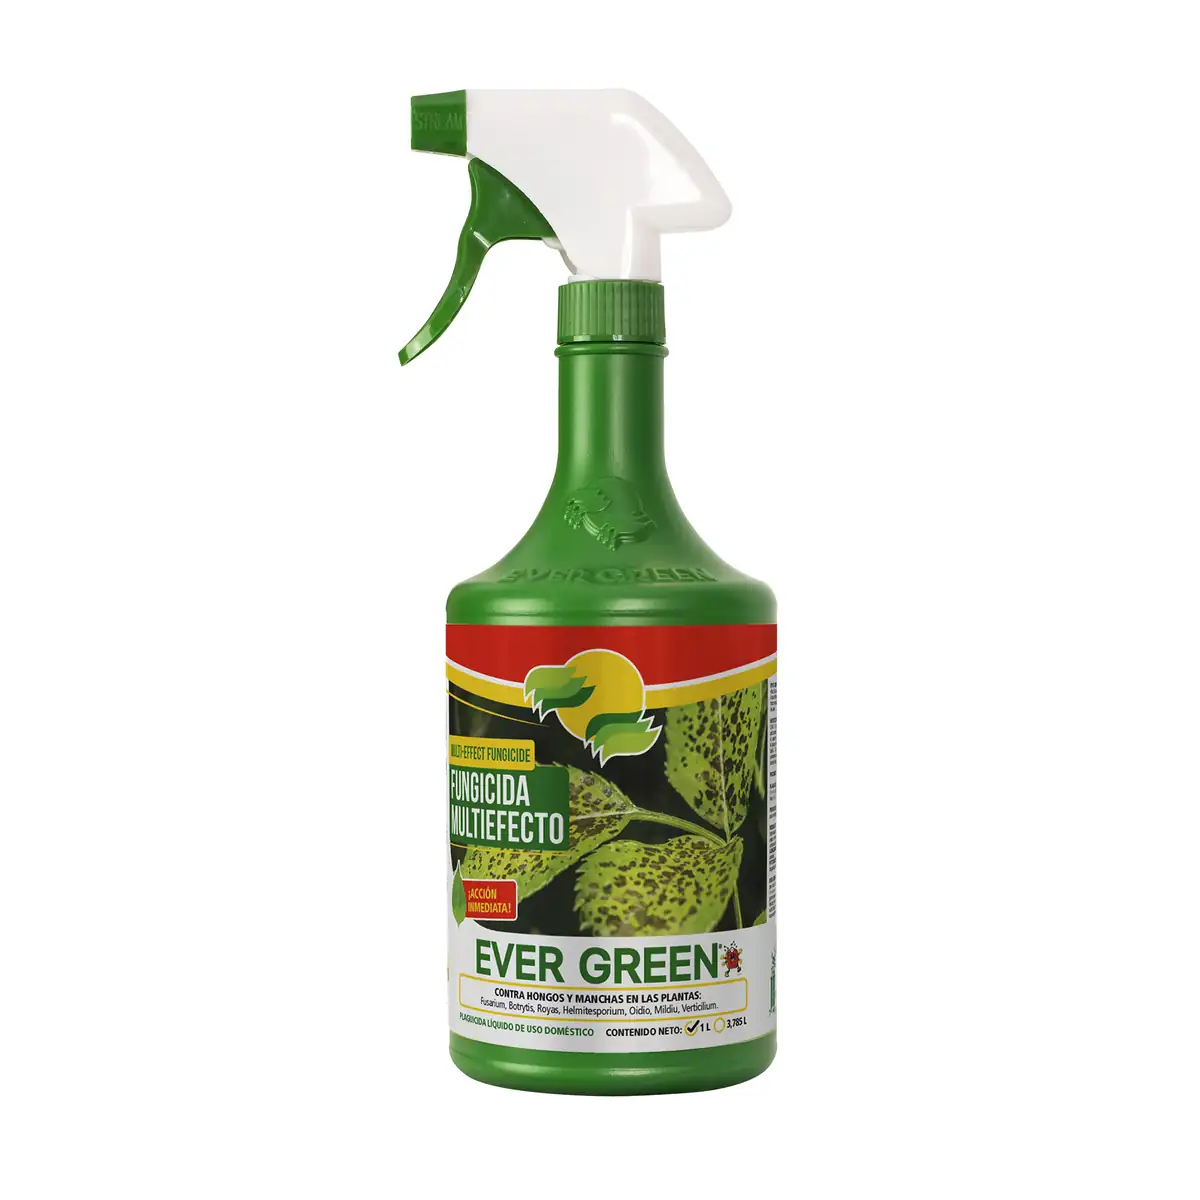 STREAM
EVER GREEN
MULTI-EFFECT FUNGICIDE
FUNGICIDA
MULTIEFECTO
¡ACCIÓN
INMEDIATA!
EVER GREEN®
CONTRA HONGOS Y MANCHAS EN LAS PLANTAS:
Fusarium, Botrytis, Royas, Helmitesporium, Oidio, Mildiu, Verticilium.
PLAGUICIDA LÍQUIDO DE USO DOMÉSTICO CONTENIDO NETO: 1 L 3,785 L